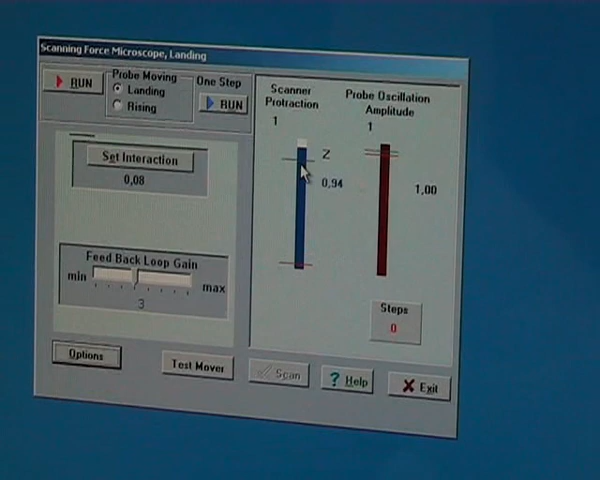 Scanning Force Microscope, Landing
RUN
Probe Moving
Landing
Rising
One Step
RUN
Set Interaction
0,08
Feed Back Loop Gain
min
max
3
Options
Test Mover
Scanner
Protraction
1
Z
0,94
Probe Oscillation
Amplitude
1
1,00
Steps
0
Scan
Help
Exit